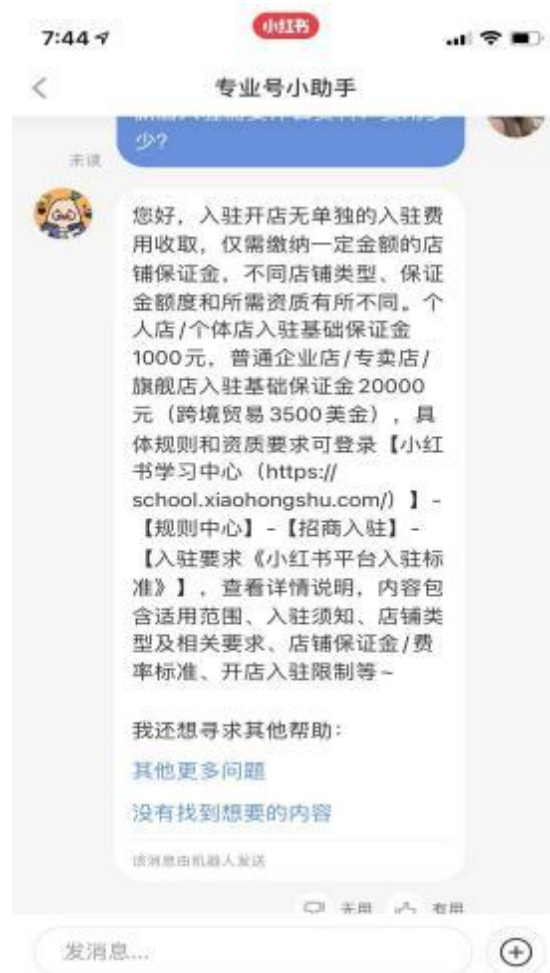 7:44
小红书
专业号小助手
少?
未读
您好，入驻开店无单独的入驻费
用收取，仅需缴纳一定金额的店
铺保证金，不同店铺类型、保证
金额度和所需资质有所不同。个
人店/个体店入驻基础保证金
1000元，普通企业店/专卖店/
旗舰店入驻基础保证金20000
元（跨境贸易3500美金），具
体规则和资质要求可登录【小红
书学习中心（https://
school.xiaohongshu.com/）】-
【规则中心】-【招商入驻】-
【入驻要求《小红书平台入驻标
准》】，查看详情说明，内容包
含适用范围、入驻须知、店铺类
型及相关要求、店铺保证金/费
率标准、开店入驻限制等~
我还想寻求其他帮助：
其他更多问题
没有找到想要的内容
该消息由机器人发送
无用 有用
发消息...